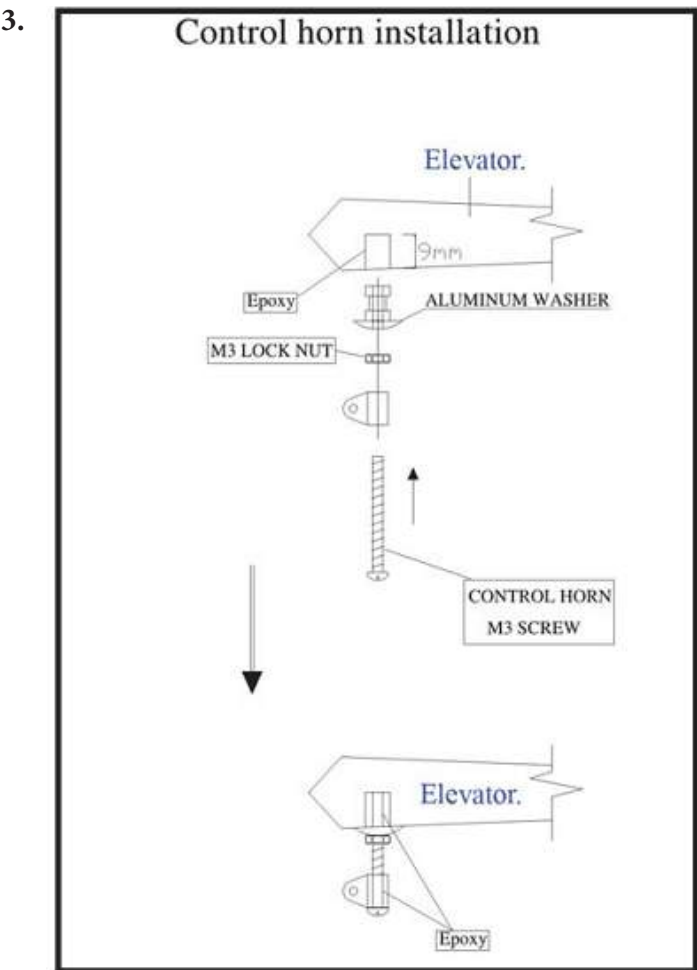 3.
Control horn installation
Elevator.
9mm
Epoxy
ALUMINUM WASHER
M3 LOCK NUT
CONTROL HORN
M3 SCREW
Elevator.
Epoxy